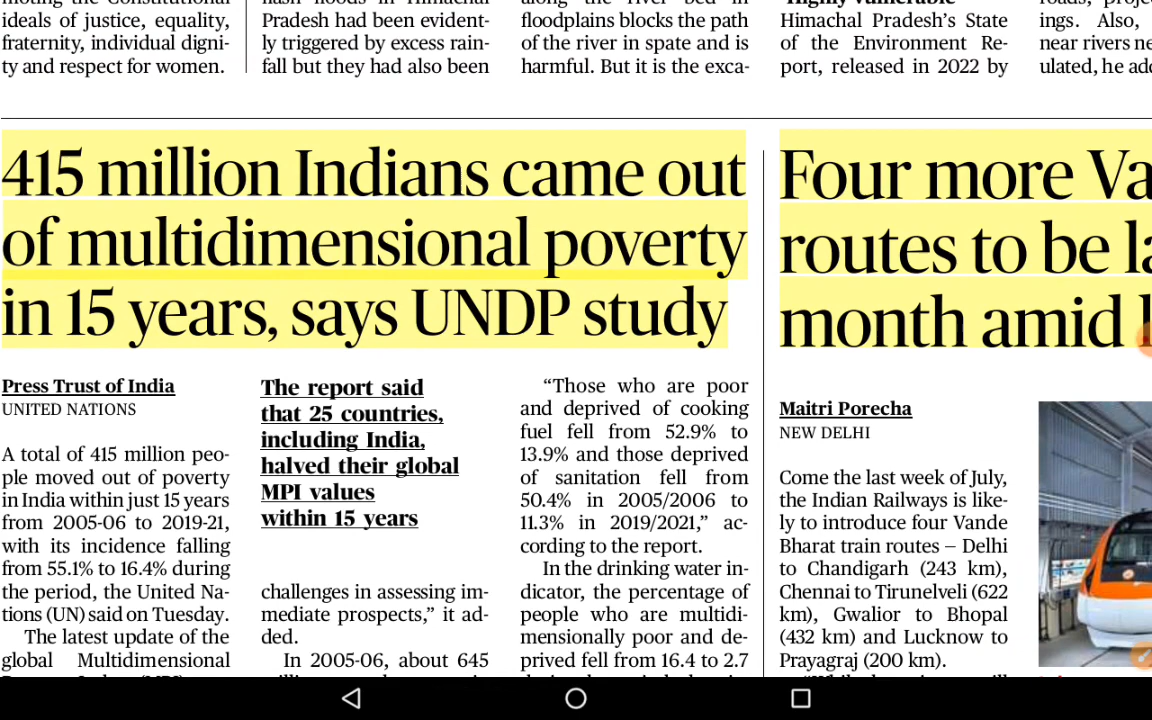 moting the Constitutional
ideals of justice, equality,
fraternity, individual digni-
ty and respect for women.
flash floods in Himachal
Pradesh had been evident-
ly triggered by excess rain-
fall but they had also been
along the river bed in
floodplains blocks the path
of the river in spate and is
harmful. But it is the exca-
'Highly vulnerable'
Himachal Pradesh's State
of the Environment Re-
port, released in 2022 by
roads,
ings. Also,
near rivers
415 million Indians came out
of multidimensional poverty
in 15 years, says UNDP study
Press Trust of India
UNITED NATIONS
A total of 415 million peo-
ple moved out of poverty
in India within just 15 years
from 2005-06 to 2019-21,
with its incidence falling
from 55.1% to 16.4% during
the period, the United Na-
tions (UN) said on Tuesday.
The latest update of the
global Multidimensional
The report said
that 25 countries,
including India,
halved their global
MPI values
within 15 years
challenges in assessing im-
mediate prospects,” it ad-
ded.
In 2005-06, about 645
“Those who are poor
and deprived of cooking
fuel fell from 52.9% to
13.9% and those deprived
of sanitation fell from
50.4% in 2005/2006 to
11.3% in 2019/2021,” ac-
cording to the report.
In the drinking water in-
dicator, the percentage of
people who are multidi-
mensionally poor and de-
prived fell from 16.4 to 2.7
Four more Va
routes to be la
month amid l
Maitri Porecha
NEW DELHI
Come the last week of July,
the Indian Railways is like-
ly to introduce four Vande
Bharat train routes – Delhi
to Chandigarh (243 km),
Chennai to Tirunelveli (622
km), Gwalior to Bhopal
(432 km) and Lucknow to
Prayagraj (200 km).